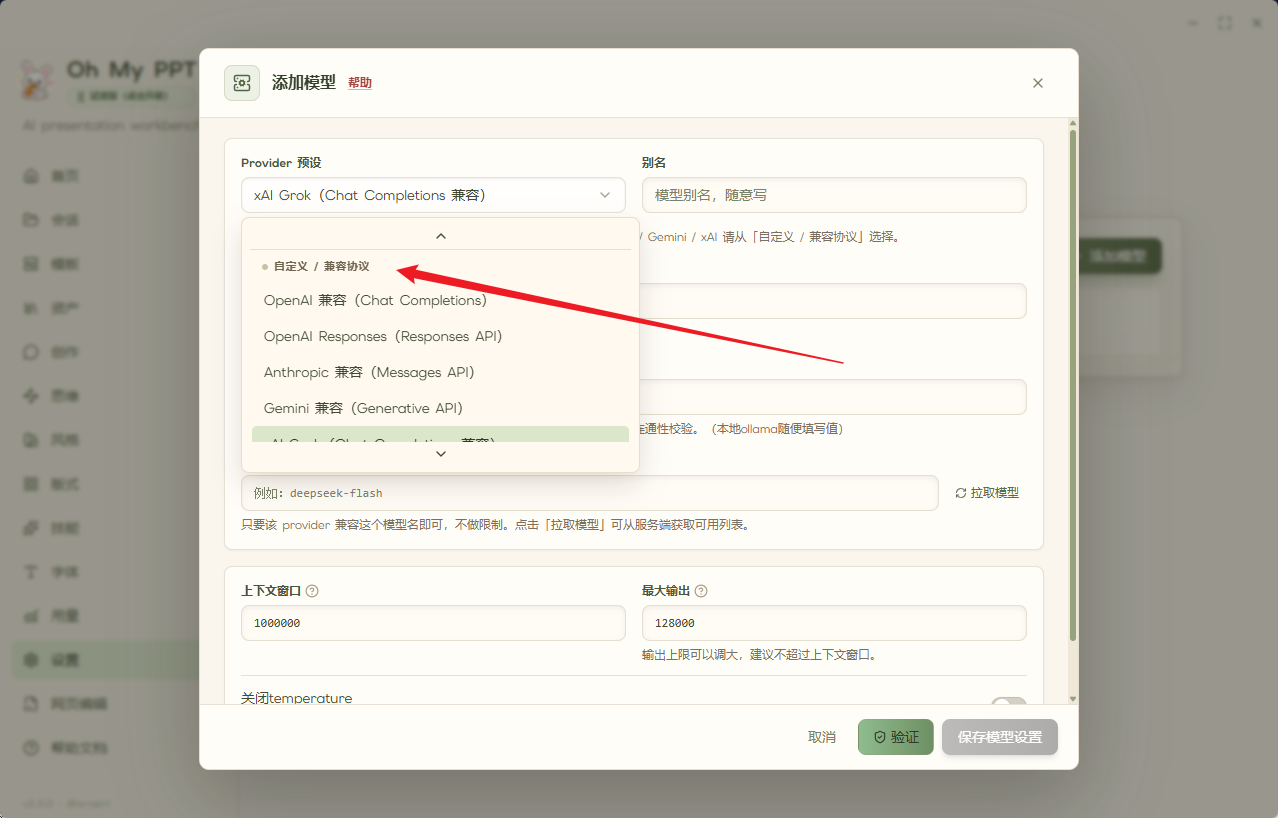 Oh My PPT
AI presentation workbench
首页
会话
模板
资产
创作
思维
风格
板式
技能
字体
用量
设置
网页编辑
帮助文档
添加模型
添加模型 帮助
Provider 预设
别名
xAI Grok（Chat Completions 兼容）
模型别名，随意写
/ Gemini / xAI 请从「自定义 / 兼容协议」选择。
自定义 / 兼容协议
OpenAI 兼容（Chat Completions）
OpenAI Responses（Responses API）
Anthropic 兼容（Messages API）
Gemini 兼容（Generative API）
连通性校验。（本地ollama随便填写值）
例如：deepseek-flash
拉取模型
只要该 provider 兼容这个模型名即可，不做限制。点击「拉取模型」可从服务端获取可用列表。
上下文窗口
最大输出
1000000
128000
输出上限可以调大，建议不超过上下文窗口。
关闭temperature
取消
验证
保存模型设置